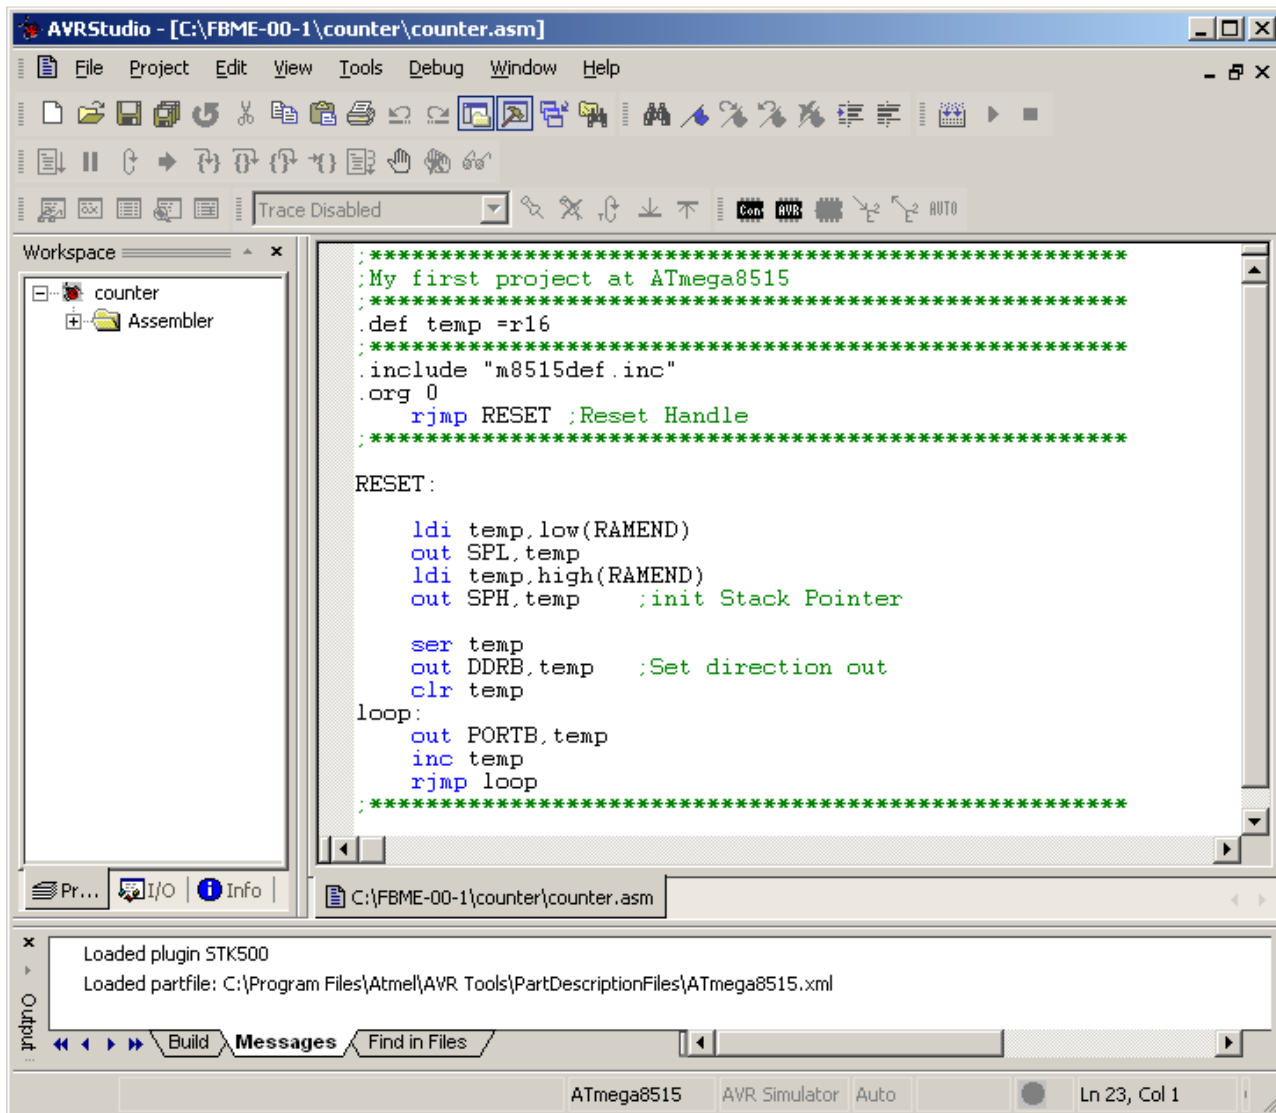 AVRStudio - [C:\FBME-00-1\counter\counter.asm]
File Project Edit View Tools Debug Window Help
Trace Disabled
Con AVR AUTO
Workspace
counter
Assembler
;******************************************************
;My first project at ATmega8515
;******************************************************
.def temp =r16
;******************************************************
.include "m8515def.inc"
.org 0
rjmp RESET ;Reset Handle
;******************************************************
RESET:
ldi temp,low(RAMEND)
out SPL,temp
ldi temp,high(RAMEND)
out SPH,temp ;init Stack Pointer
ser temp
out DDRB,temp ;Set direction out
clr temp
loop:
out PORTB,temp
inc temp
rjmp loop
;******************************************************
Pr... I/O Info
C:\FBME-00-1\counter\counter.asm
Loaded plugin STK500
Loaded partfile: C:\Program Files\Atmel\AVR Tools\PartDescriptionFiles\ATmega8515.xml
Output
Build Messages Find in Files
ATmega8515 AVR Simulator Auto Ln 23, Col 1